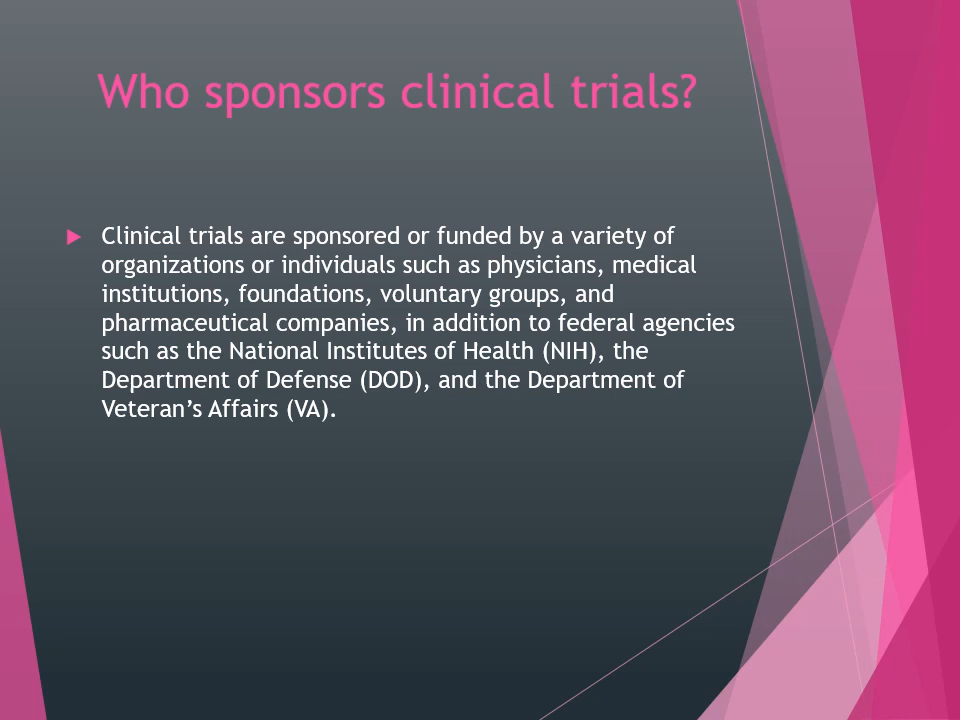 Who sponsors clinical trials?
Clinical trials are sponsored or funded by a variety of
organizations or individuals such as physicians, medical
institutions, foundations, voluntary groups, and
pharmaceutical companies, in addition to federal agencies
such as the National Institutes of Health (NIH), the
Department of Defense (DOD), and the Department of
Veteran’s Affairs (VA).